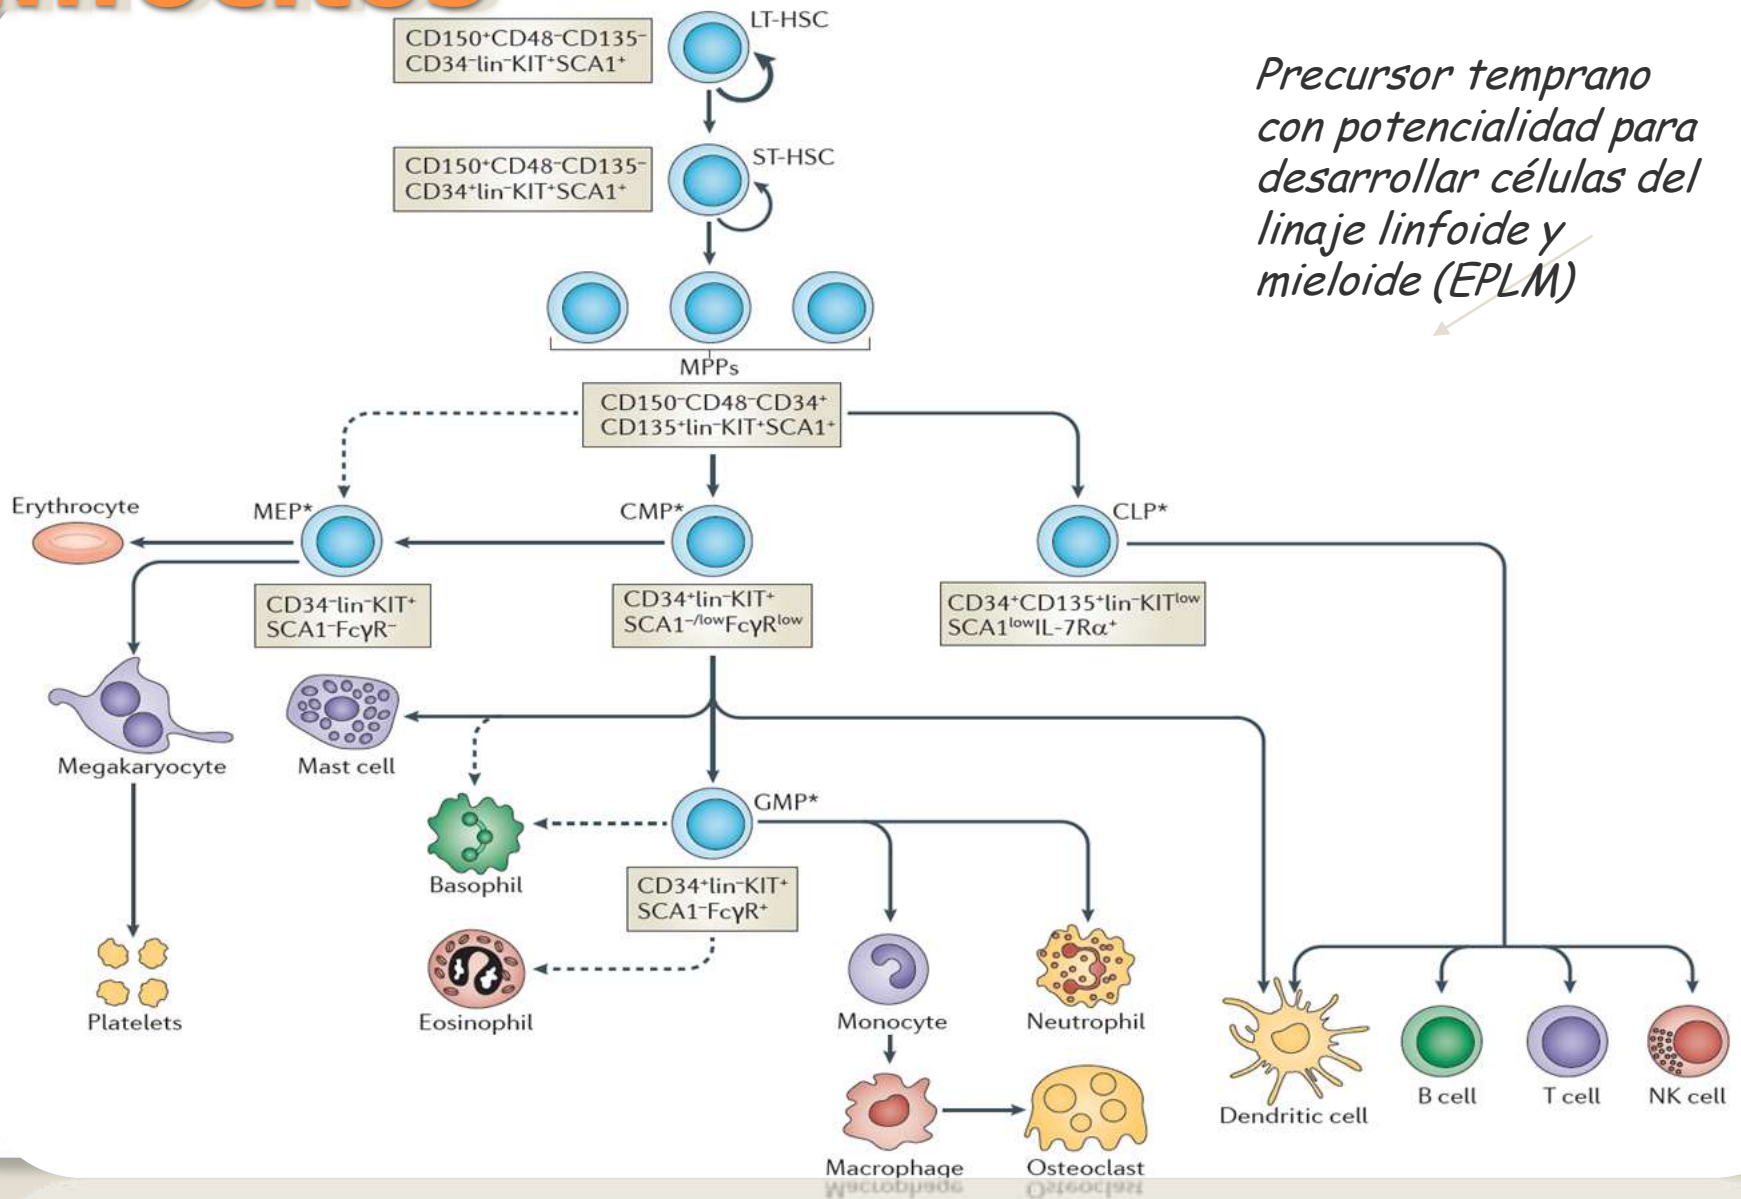 LT-HSC
CD150⁺CD48⁻CD135⁻
CD34⁻lin⁻KIT⁺SCA1⁺
Precursor temprano
con potencialidad para
desarrollar células del
linaje linfoide y
mieloide (EPLM)
ST-HSC
CD150⁺CD48⁻CD135⁻
CD34⁺lin⁻KIT⁺SCA1⁺
MPPs
CD150⁻CD48⁻CD34⁺
CD135⁺lin⁻KIT⁺SCA1⁺
Erythrocyte
MEP*
CMP*
CLP*
CD34⁻lin⁻KIT⁺
SCA1⁻FcγR⁻
CD34⁺lin⁻KIT⁺
SCA1⁻/ˡᵒʷFcγRˡᵒʷ
CD34⁺CD135⁺lin⁻KITˡᵒʷ
SCA1ˡᵒʷIL-7Rα⁺
Megakaryocyte
Mast cell
GMP*
Basophil
CD34⁺lin⁻KIT⁺
SCA1⁻FcγR⁺
Platelets
Eosinophil
Monocyte
Neutrophil
Dendritic cell
B cell
T cell
NK cell
Macrophage
Osteoclast